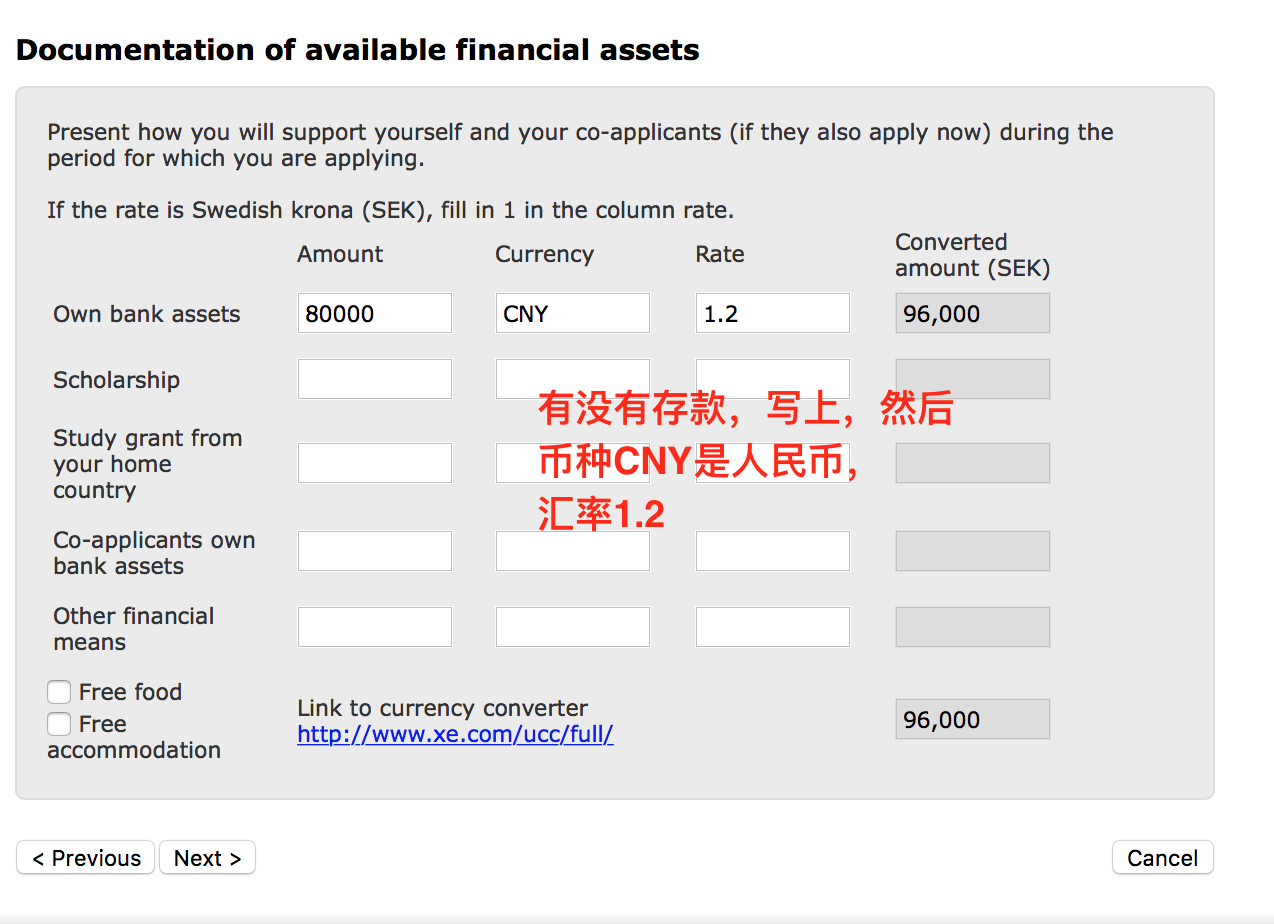 Documentation of available financial assets
Present how you will support yourself and your co-applicants (if they also apply now) during the
period for which you are applying.
If the rate is Swedish krona (SEK), fill in 1 in the column rate.
Amount Currency Rate Converted
amount (SEK)
Own bank assets 80000 CNY 1.2 96,000
Scholarship
有没有存款，写上，然后
Study grant from
your home
country
币种CNY是人民币，
汇率1.2
Co-applicants own
bank assets
Other financial
means
Free food
Free
accommodation
Link to currency converter
http://www.xe.com/ucc/full/
96,000
< Previous Next > Cancel